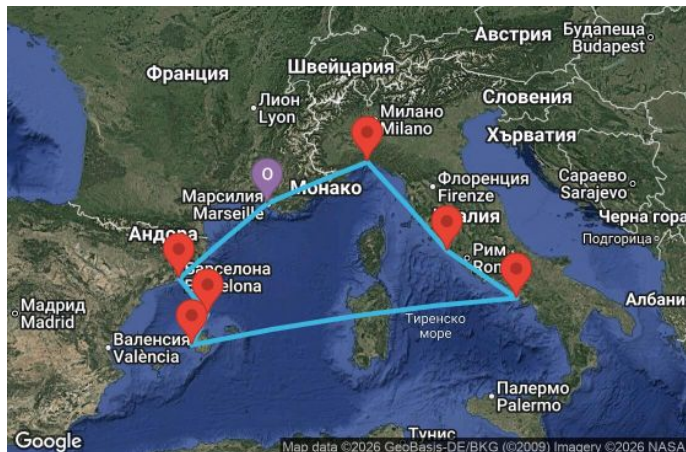 Австрия
Будапеща
Budapest
Франция
Швейцария
Лион
Lyon
Милано
Milano
Словения
Хърватия
О
Марсилия
Marseille
Монако
Флоренция
Firenze
Сараево
Sarajevo
Черна гора
Подгорица
Андора
Барселона
Рим
Мадрид
Madrid
Валенсия
València
Тиренско
море
Албани
Палермо
Palermo
Тунис
Google
Map data ©2026 GeoBasis-DE/BKG (©2009) Imagery ©2026 NASA